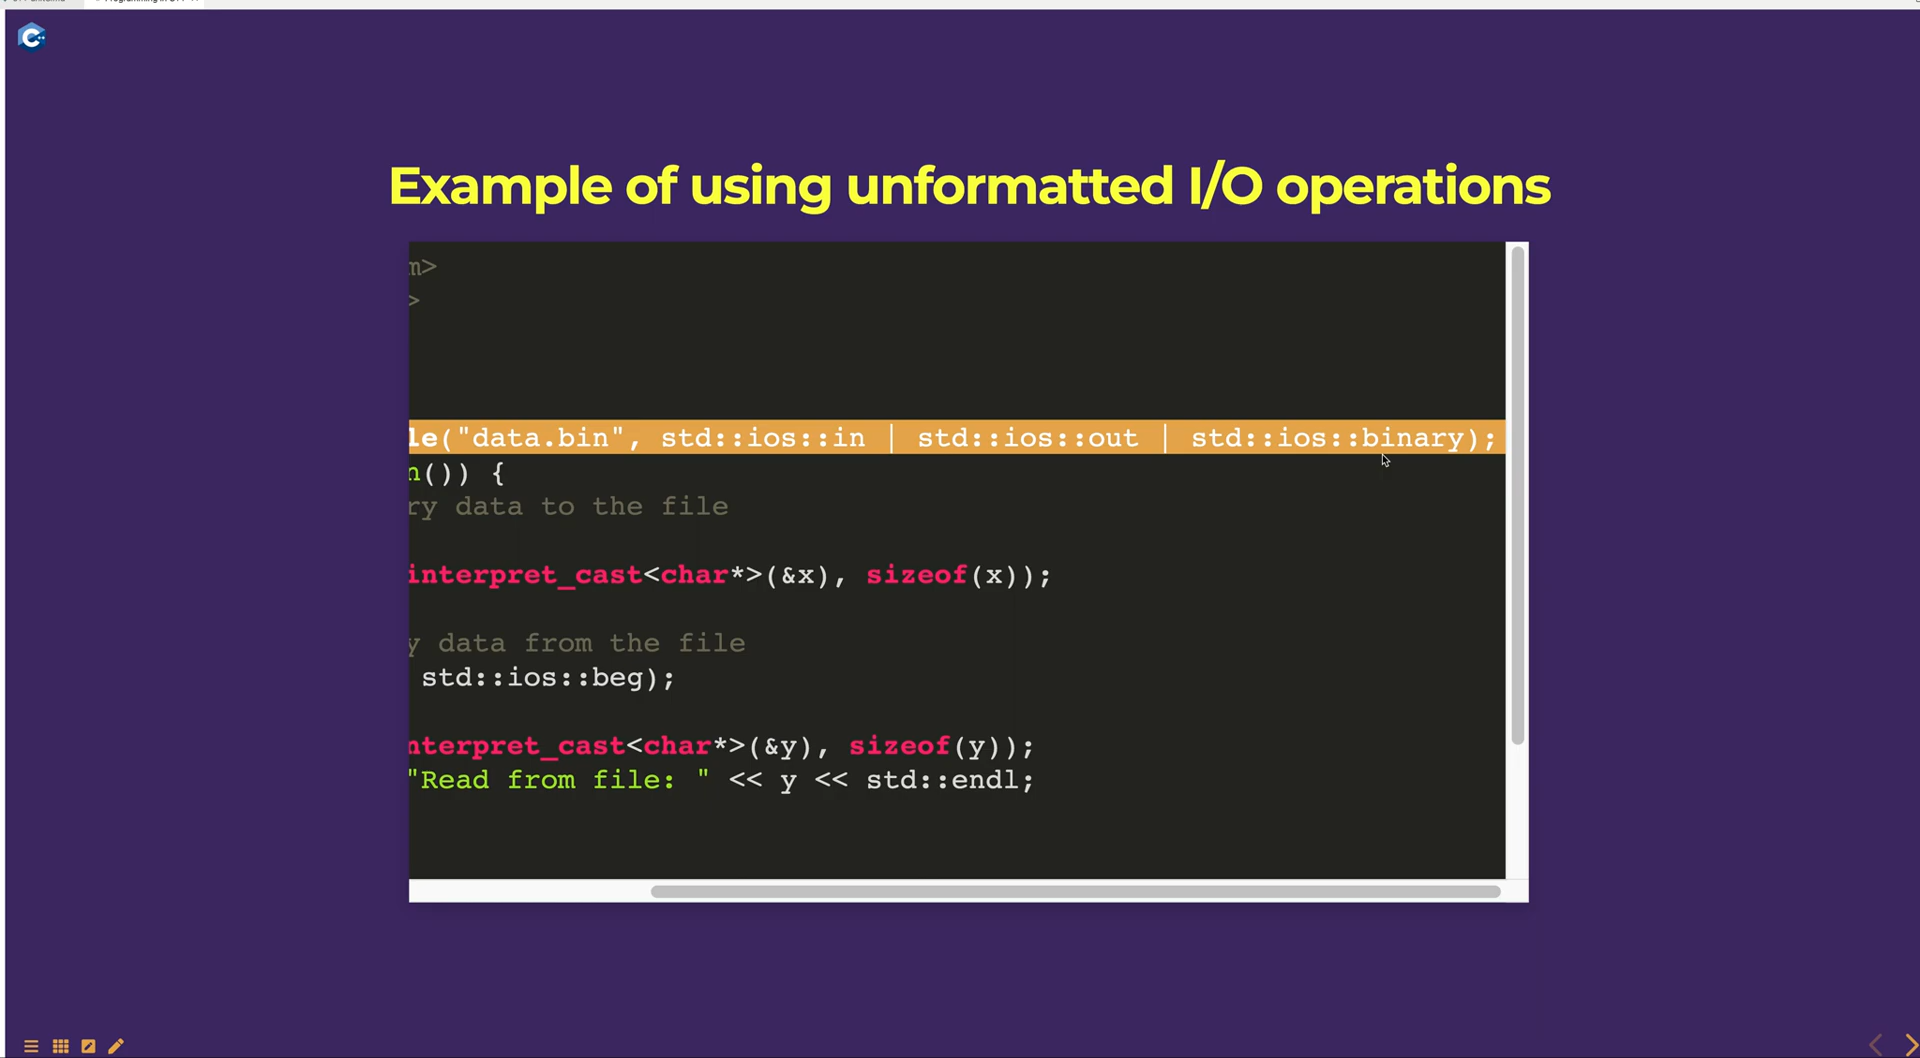 Example of using unformatted I/O operations
m>
>
le("data.bin", std::ios::in | std::ios::out | std::ios::binary);
n()) {
ry data to the file
interpret_cast<char*>(&x), sizeof(x));
y data from the file
std::ios::beg);
nterpret_cast<char*>(&y), sizeof(y));
"Read from file: " << y << std::endl;